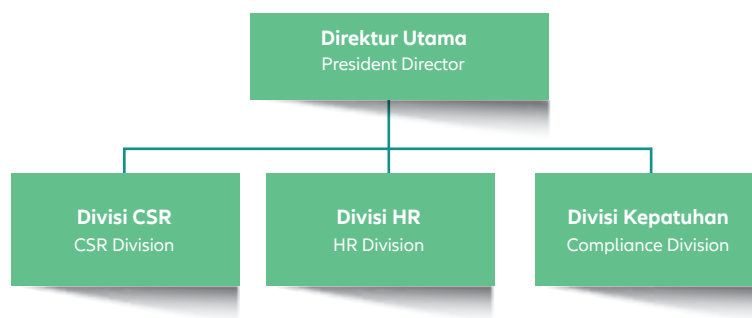 Direktur Utama
President Director
Divisi CSR
CSR Division
Divisi HR
HR Division
Divisi Kepatuhan
Compliance Division